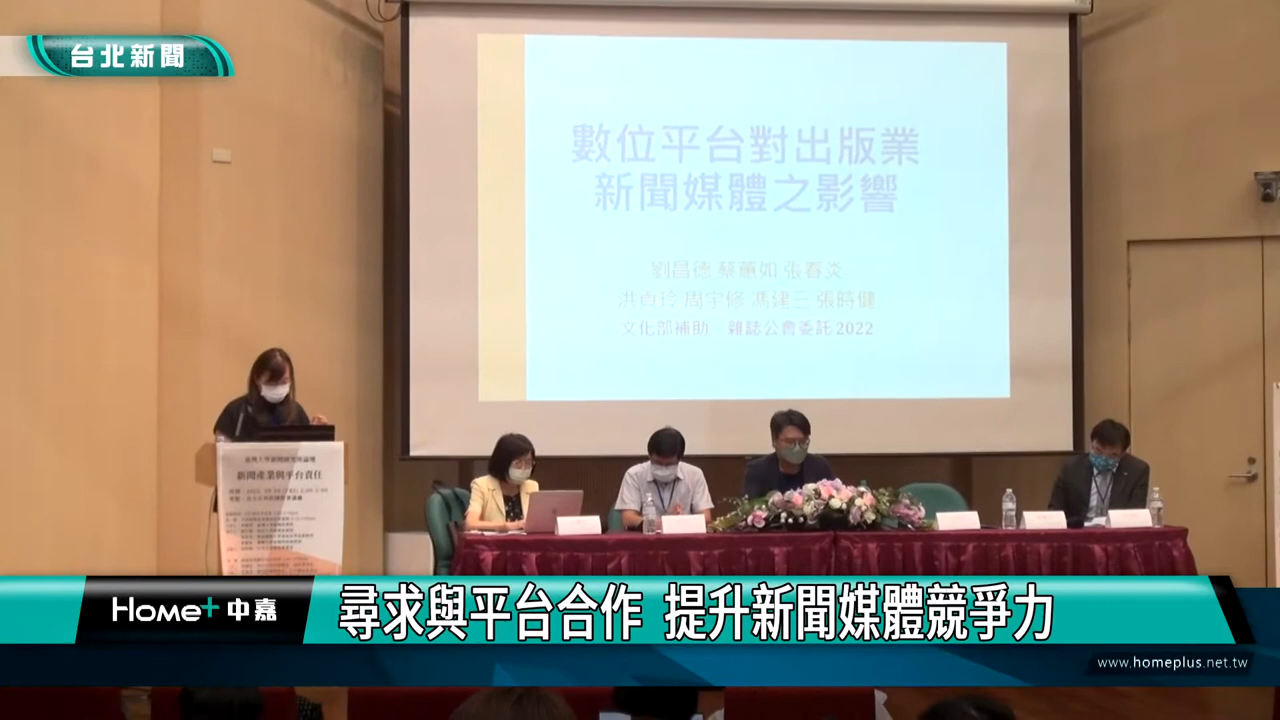 台北新聞
數位平台對出版業
新聞媒體之影響
劉昌德 蔡蕙如 張春炎
洪貞玲 周宇修 馮建三 張時健
文化部補助 雜誌公會委託 2022
新聞產業與平台責任
Home+中嘉
尋求與平台合作 提升新聞媒體競爭力
www.homeplus.net.tw